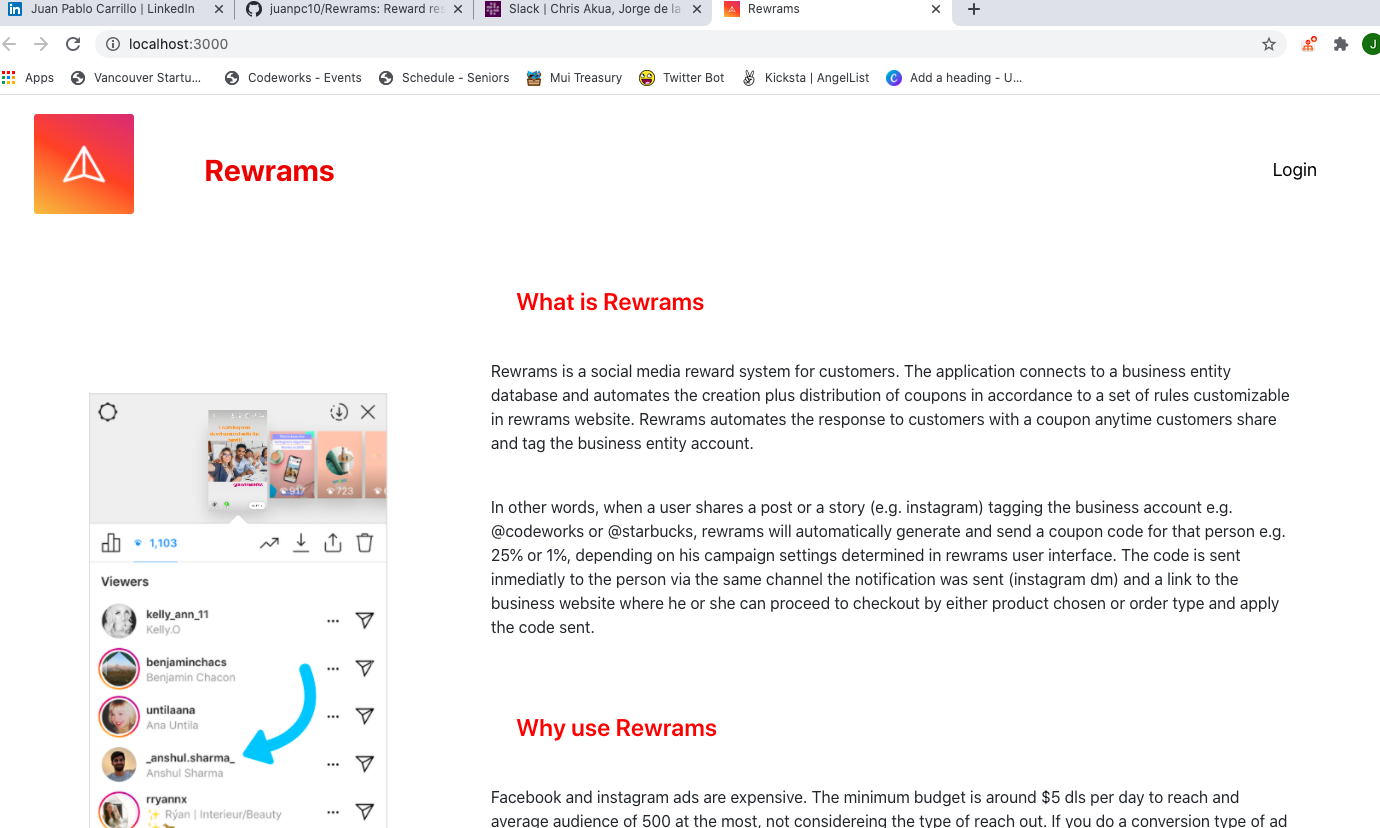 Juan Pablo Carrillo | LinkedIn
juanpc10/Rewrams: Reward res
Slack | Chris Akua, Jorge de la
Rewrams
localhost:3000
J
Apps
Vancouver Startu...
Codeworks - Events
Schedule - Seniors
Mui Treasury
Twitter Bot
Kicksta | AngelList
Add a heading - U...
Rewrams
Login
What is Rewrams
Rewrams is a social media reward system for customers. The application connects to a business entity
database and automates the creation plus distribution of coupons in accordance to a set of rules customizable
in rewrams website. Rewrams automates the response to customers with a coupon anytime customers share
and tag the business entity account.
In other words, when a user shares a post or a story (e.g. instagram) tagging the business account e.g.
@codeworks or @starbucks, rewrams will automatically generate and send a coupon code for that person e.g.
25% or 1%, depending on his campaign settings determined in rewrams user interface. The code is sent
inmediatly to the person via the same channel the notification was sent (instagram dm) and a link to the
business website where he or she can proceed to checkout by either product chosen or order type and apply
the code sent.
917
723
1,103
Viewers
kelly_ann_11
Kelly.O
benjaminchacs
Benjamin Chacon
untilaana
Ana Untila
_anshul.sharma_
Anshul Sharma
rryannx
Rýan | Interieur/Beauty
Why use Rewrams
Facebook and instagram ads are expensive. The minimum budget is around $5 dls per day to reach and
average audience of 500 at the most, not considereing the type of reach out. If you do a conversion type of ad